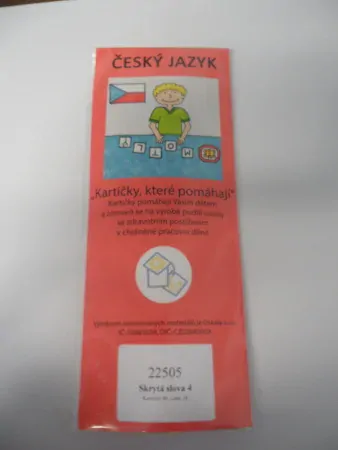 ČESKÝ JAZYK
MOTÝL
„Kartičky, které pomáhají“
Kartičky pomáhají Vašim dětem
a zároveň se na výrobě podílí osoby
se zdravotním postižením
v chráněné pracovní dílně
22505
Skrytá slova 4